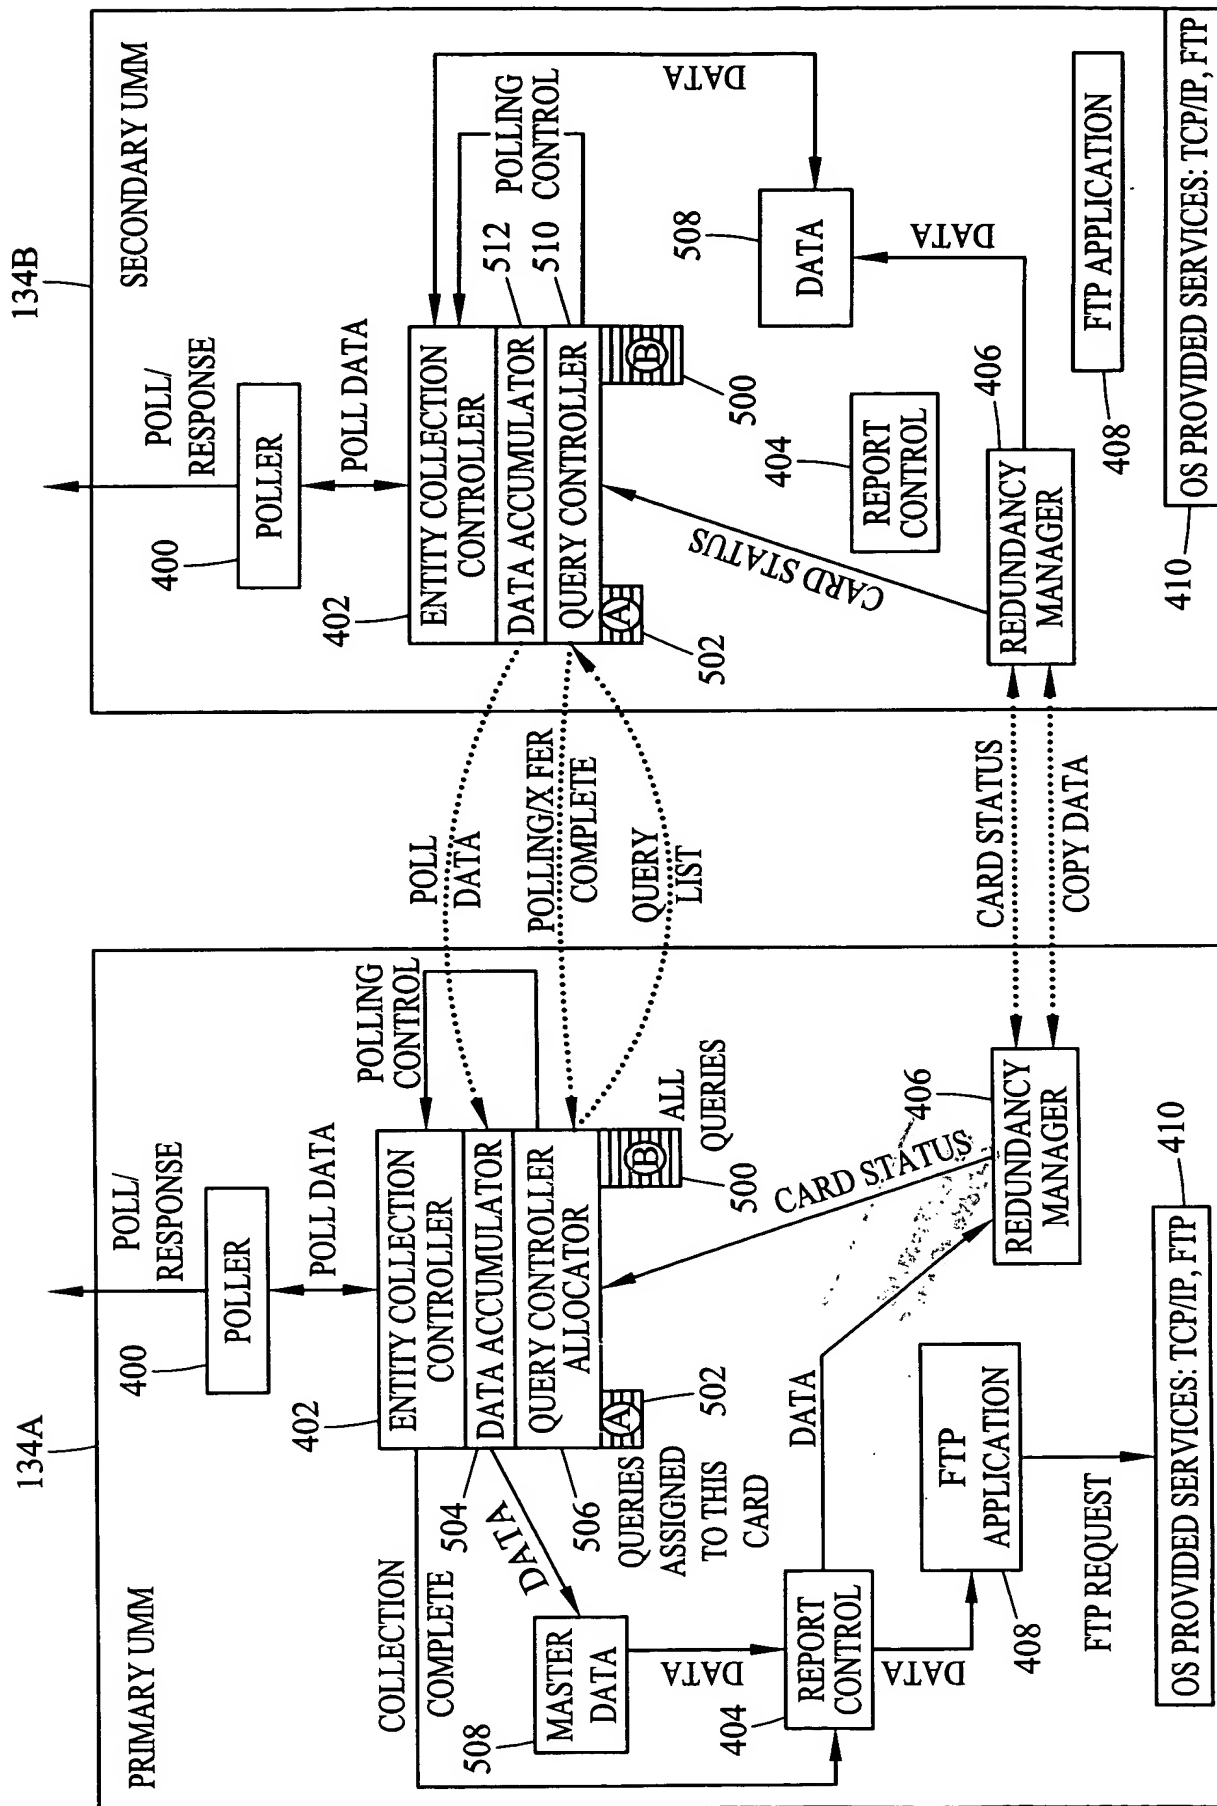 134A
134B
PRIMARY UMM
POLL/
RESPONSE
400
POLLER
POLL DATA
402
ENTITY COLLECTION
CONTROLLER
DATA ACCUMULATOR
QUERY CONTROLLER
ALLOCATOR
POLLING
CONTROL
COLLECTION
COMPLETE
504
506
DATA
A
502
QUERIES
ASSIGNED
TO THIS
CARD
B
500
ALL
QUERIES
508
MASTER
DATA
DATA
404
REPORT
CONTROL
DATA
DATA
CARD STATUS
406
REDUNDANCY
MANAGER
FTP
APPLICATION
408
FTP REQUEST
410
OS PROVIDED SERVICES: TCP/IP, FTP
POLL
DATA
POLLING/X FER
COMPLETE
QUERY
LIST
CARD STATUS
COPY DATA
SECONDARY UMM
POLL/
RESPONSE
400
POLLER
POLL DATA
402
ENTITY COLLECTION
CONTROLLER
DATA ACCUMULATOR
QUERY CONTROLLER
512
510
POLLING
CONTROL
DATA
A
502
B
500
508
DATA
DATA
CARD STATUS
404
REPORT
CONTROL
406
REDUNDANCY
MANAGER
FTP APPLICATION
408
410
OS PROVIDED SERVICES: TCP/IP, FTP